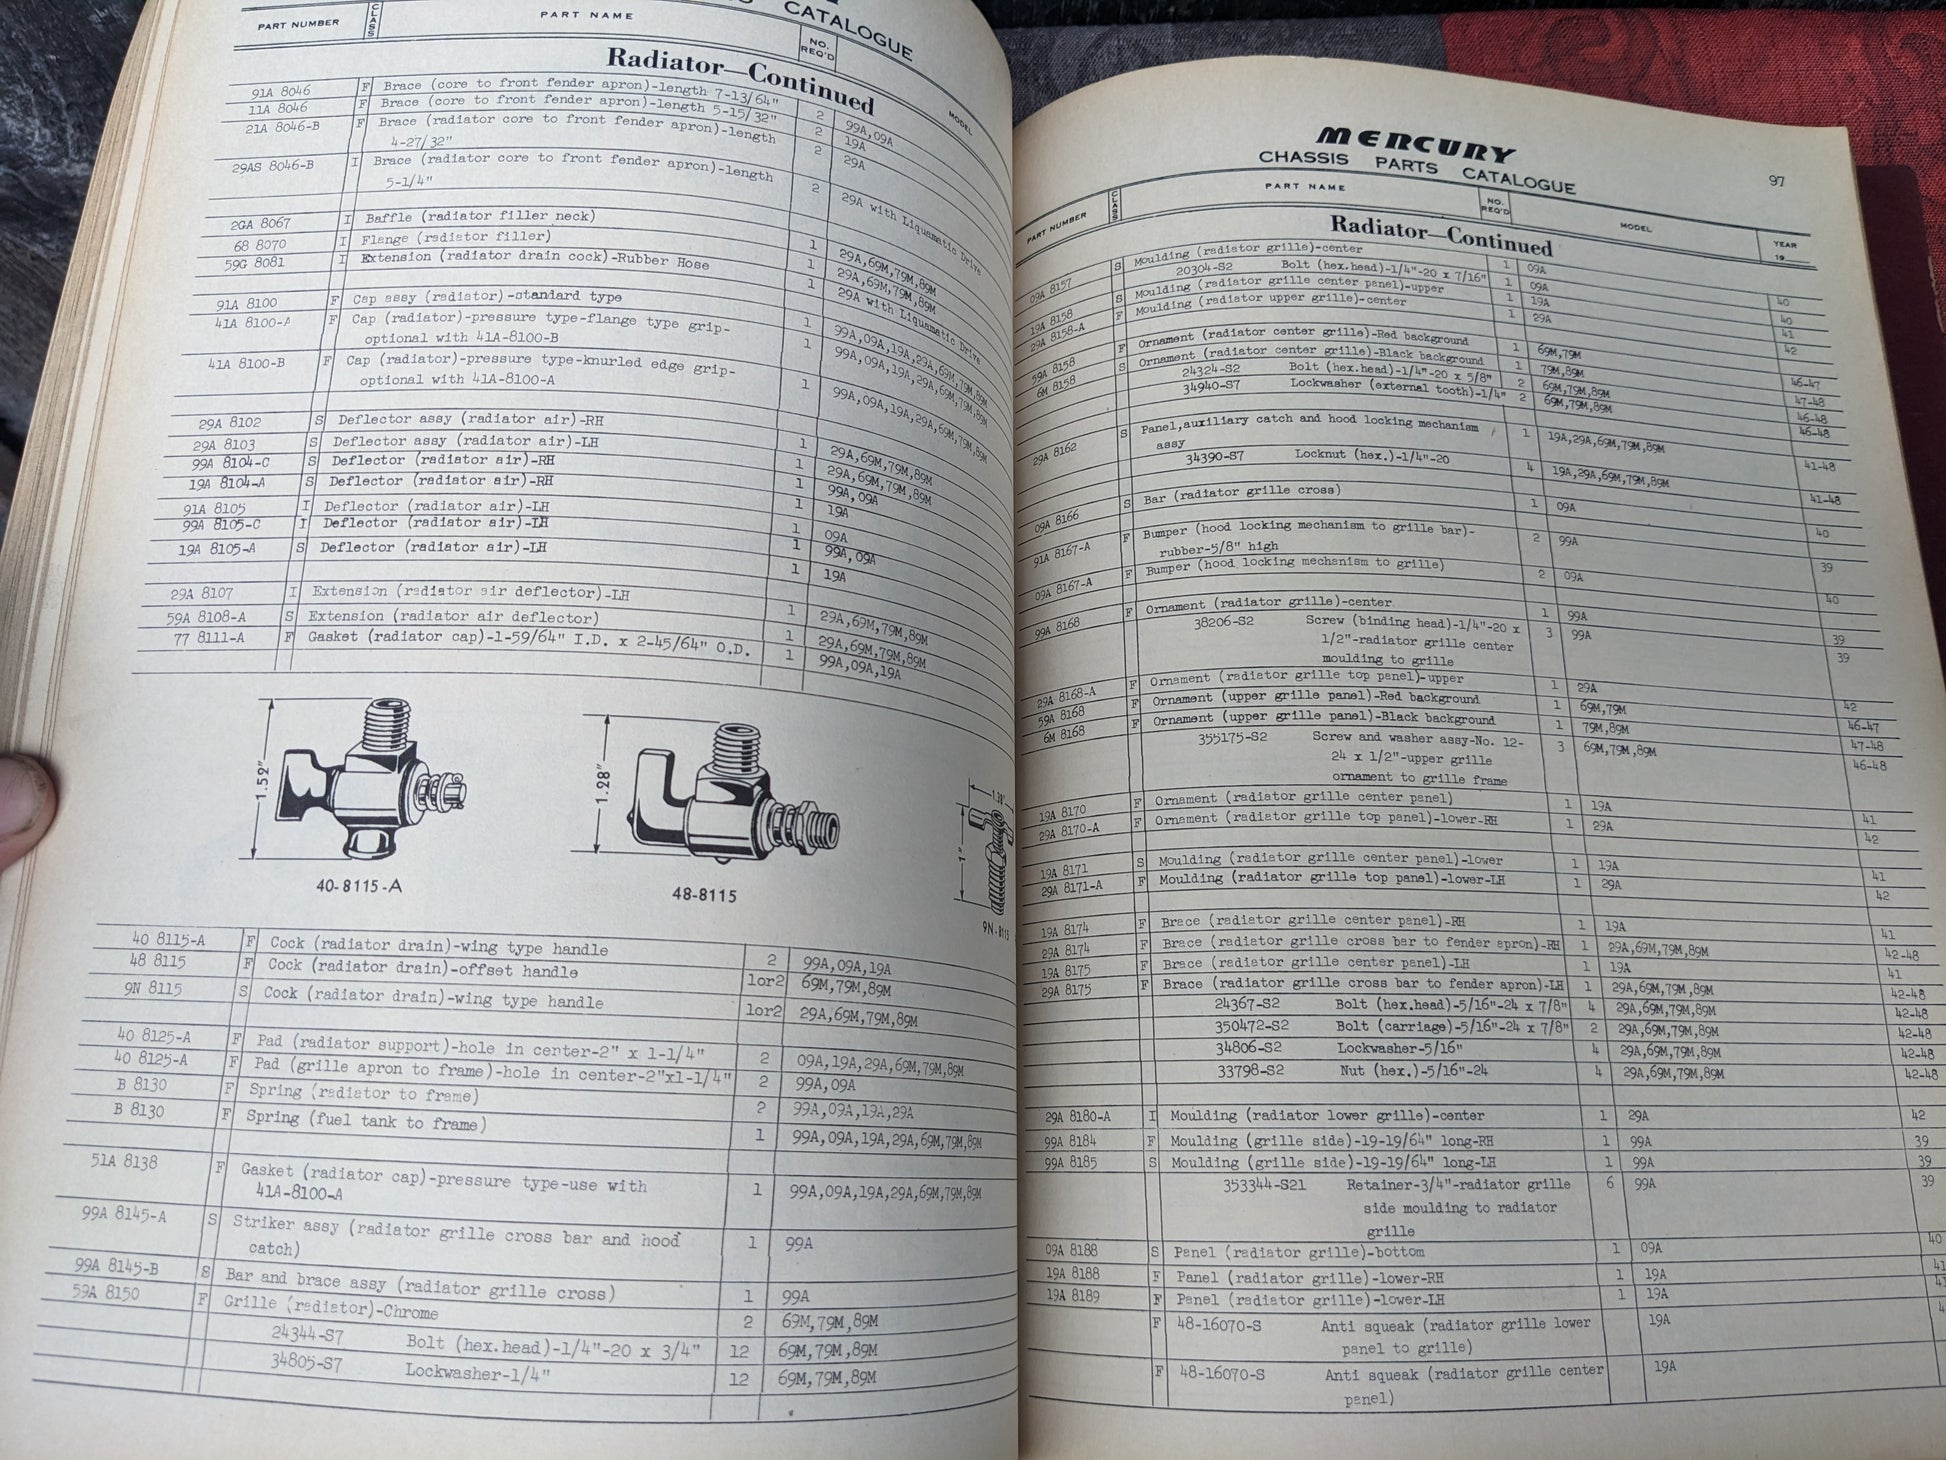 CATALOGUE
PART NUMBER CLASS PART NAME NO. REQ'D MODEL
Radiator—Continued
91A 8046 F Brace (core to front fender apron)-length 7-13/64" 2 99A,09A
11A 8046 F Brace (core to front fender apron)-length 5-15/32" 2 19A
21A 8046-B F Brace (radiator core to front fender apron)-length 2 29A
4-27/32"
29AS 8046-B I Brace (radiator core to front fender apron)-length 2 29A with Liquamatic Drive
5-1/4"
2GA 8067 I Baffle (radiator filler neck) 1 29A,69M,79M,89M
68 8070 I Flange (radiator filler) 1 29A,69M,79M,89M
59G 8081 I Extension (radiator drain cock)-Rubber Hose 1 29A with Liquamatic Drive
91A 8100 F Cap assy (radiator)-standard type 1 99A,09A,19A,29A,69M,79M,89M
41A 8100-A F Cap (radiator)-pressure type-flange type grip- 1 99A,09A,19A,29A,69M,79M,89M
optional with 41A-8100-B
41A 8100-B F Cap (radiator)-pressure type-knurled edge grip- 1 99A,09A,19A,29A,69M,79M,89M
optional with 41A-8100-A
29A 8102 S Deflector assy (radiator air)-RH 1 29A,69M,79M,89M
29A 8103 S Deflector assy (radiator air)-LH 1 29A,69M,79M,89M
99A 8104-C S Deflector (radiator air)-RH 1 99A,09A
19A 8104-A S Deflector (radiator air)-RH 1 19A
91A 8105 I Deflector (radiator air)-LH 1 09A
99A 8105-C I Deflector (radiator air)-LH 1 99A,09A
19A 8105-A S Deflector (radiator air)-LH 1 19A
29A 8107 I Extension (radiator air deflector)-LH 1 29A,69M,79M,89M
59A 8108-A S Extension (radiator air deflector) 1 29A,69M,79M,89M
77 8111-A F Gasket (radiator cap)-1-59/64" I.D. x 2-45/64" O.D. 1 99A,09A,19A
1.52"
40-8115-A
1.28"
48-8115
1.38"
1"
9N-8115
40 8115-A F Cock (radiator drain)-wing type handle 2 99A,09A,19A
48 8115 F Cock (radiator drain)-offset handle 1or2 69M,79M,89M
9N 8115 S Cock (radiator drain)-wing type handle 1or2 29A,69M,79M,89M
40 8125-A F Pad (radiator support)-hole in center-2" x 1-1/4" 2 09A,19A,29A,69M,79M,89M
40 8125-A F Pad (grille apron to frame)-hole in center-2"x1-1/4" 2 99A,09A
B 8130 F Spring (radiator to frame) 2 99A,09A,19A,29A
B 8130 F Spring (fuel tank to frame) 1 99A,09A,19A,29A,69M,79M,89M
51A 8138 F Gasket (radiator cap)-pressure type-use with 1 99A,09A,19A,29A,69M,79M,89M
41A-8100-A
99A 8145-A S Striker assy (radiator grille cross bar and hood 1 99A
catch)
99A 8145-B S Bar and brace assy (radiator grille cross) 1 99A
59A 8150 F Grille (radiator)-Chrome 2 69M,79M,89M
24344-S7 Bolt (hex.head)-1/4"-20 x 3/4" 12 69M,79M,89M
34805-S7 Lockwasher-1/4" 12 69M,79M,89M
MERCURY
CHASSIS PARTS CATALOGUE 97
PART NUMBER CLASS PART NAME NO. REQ'D MODEL YEAR 19
Radiator—Continued
09A 8157 S Moulding (radiator grille)-center 1 09A 40
20304-S2 Bolt (hex.head)-1/4"-20 x 7/16" 1 09A 40
19A 8158 S Moulding (radiator grille center panel)-upper 1 19A 41
29A 8158-A F Moulding (radiator upper grille)-center 1 29A 42
59A 8158 F Ornament (radiator center grille)-Red background 1 69M,79M 46-47
6M 8158 S Ornament (radiator center grille)-Black background 1 79M,89M 47-48
24324-S2 Bolt (hex.head)-1/4"-20 x 5/8" 2 69M,79M,89M 46-48
34940-S7 Lockwasher (external tooth)-1/4" 2 69M,79M,89M 46-48
29A 8162 S Panel,auxiliary catch and hood locking mechanism 1 19A,29A,69M,79M,89M 41-48
assy
34390-S7 Locknut (hex.)-1/4"-20 4 19A,29A,69M,79M,89M 41-48
09A 8166 S Bar (radiator grille cross) 1 09A 40
91A 8167-A F Bumper (hood locking mechanism to grille bar)- 2 99A 39
rubber-5/8" high
09A 8167-A F Bumper (hood locking mechanism to grille) 2 09A 40
99A 8168 F Ornament (radiator grille)-center 1 99A 39
38206-S2 Screw (binding head)-1/4"-20 x 3 99A 39
1/2"-radiator grille center
moulding to grille
29A 8168-A F Ornament (radiator grille top panel)-upper 1 29A 42
59A 8168 F Ornament (upper grille panel)-Red background 1 69M,79M 46-47
6M 8168 F Ornament (upper grille panel)-Black background 1 79M,89M 47-48
355175-S2 Screw and washer assy-No. 12- 3 69M,79M,89M 46-48
24 x 1/2"-upper grille
ornament to grille frame
19A 8170 F Ornament (radiator grille center panel) 1 19A 41
29A 8170-A F Ornament (radiator grille top panel)-lower-RH 1 29A 42
19A 8171 S Moulding (radiator grille center panel)-lower 1 19A 41
29A 8171-A F Moulding (radiator grille top panel)-lower-LH 1 29A 42
19A 8174 F Brace (radiator grille center panel)-RH 1 19A 41
29A 8174 F Brace (radiator grille cross bar to fender apron)-RH 1 29A,69M,79M,89M 42-48
19A 8175 F Brace (radiator grille center panel)-LH 1 19A 41
29A 8175 F Brace (radiator grille cross bar to fender apron)-LH 1 29A,69M,79M,89M 42-48
24367-S2 Bolt (hex.head)-5/16"-24 x 7/8" 4 29A,69M,79M,89M 42-48
350472-S2 Bolt (carriage)-5/16"-24 x 7/8" 2 29A,69M,79M,89M 42-48
34806-S2 Lockwasher-5/16" 4 29A,69M,79M,89M 42-48
33798-S2 Nut (hex.)-5/16"-24 4 29A,69M,79M,89M 42-48
29A 8180-A I Moulding (radiator lower grille)-center 1 29A 42
99A 8184 F Moulding (grille side)-19-19/64" long-RH 1 99A 39
99A 8185 S Moulding (grille side)-19-19/64" long-LH 1 99A 39
353344-S21 Retainer-3/4"-radiator grille 6 99A 39
side moulding to radiator
grille
09A 8188 S Panel (radiator grille)-bottom 1 09A 40
19A 8188 F Panel (radiator grille)-lower-RH 1 19A 41
19A 8189 F Panel (radiator grille)-lower-LH 1 19A 41
F 48-16070-S Anti squeak (radiator grille lower 19A
panel to grille)
F 48-16070-S Anti squeak (radiator grille center 19A
panel)